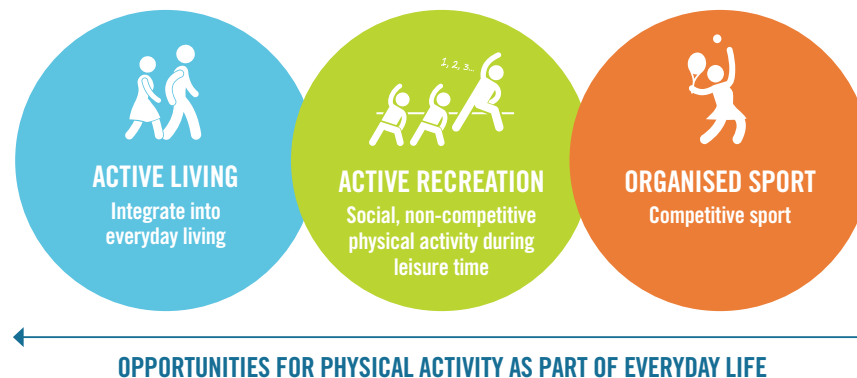 1, 2, 3...
ACTIVE LIVING
Integrate into
everyday living
ACTIVE RECREATION
Social, non-competitive
physical activity during
leisure time
ORGANISED SPORT
Competitive sport
OPPORTUNITIES FOR PHYSICAL ACTIVITY AS PART OF EVERYDAY LIFE